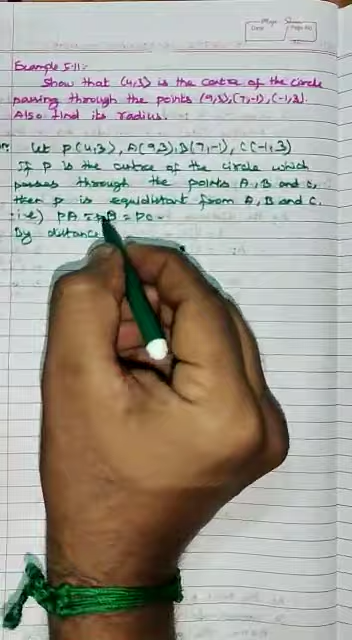 Example 5.11:-
Show that (4,3) is the centre of the circle
passing through the points (9,3), (7,-1), (-1,3).
Also find its radius.
Let P(4,3), A(9,3), B(7,-1), C(-1,3)
If P is the centre of the circle which
passes through the points A, B and C,
then P is equidistant from A, B and C.
i.e) PA = PB = PC.
By distance